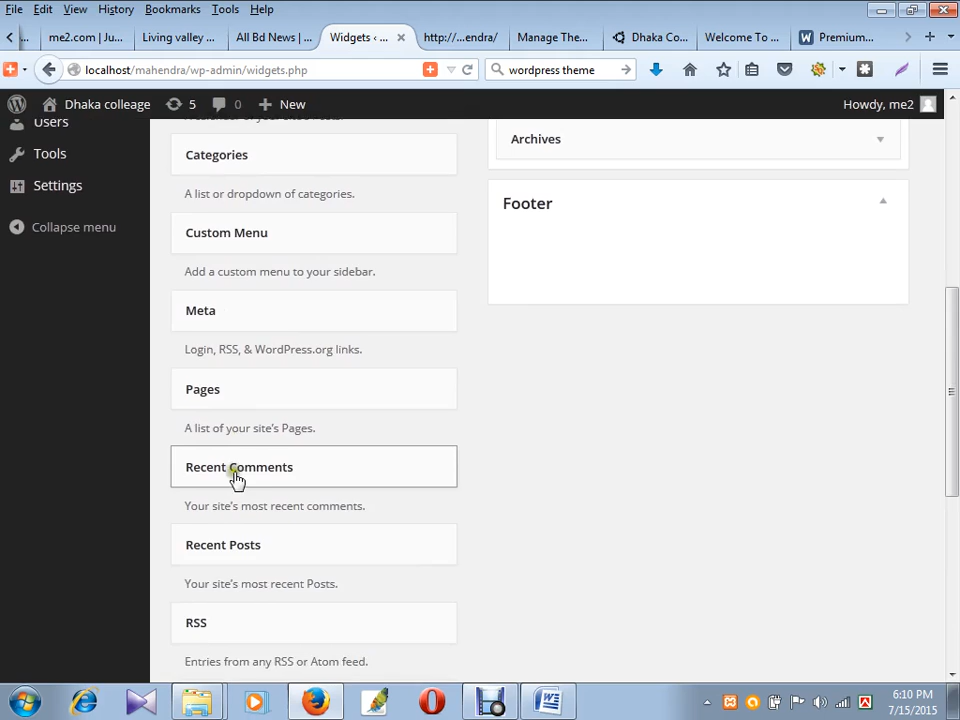 File Edit View History Bookmarks Tools Help
me2.com | Ju... Living valley ... All Bd News | ... Widgets ‹ ... http://...endra/ Manage The... Dhaka Co... Welcome To ... Premium...
localhost/mahendra/wp-admin/widgets.php wordpress theme
Dhaka colleage 5 0 New Howdy, me2
Users
Tools
Settings
Collapse menu
Categories
A list or dropdown of categories.
Custom Menu
Add a custom menu to your sidebar.
Meta
Login, RSS, & WordPress.org links.
Pages
A list of your site's Pages.
Recent Comments
Your site's most recent comments.
Recent Posts
Your site's most recent Posts.
RSS
Entries from any RSS or Atom feed.
Archives
Footer
6:10 PM
7/15/2015